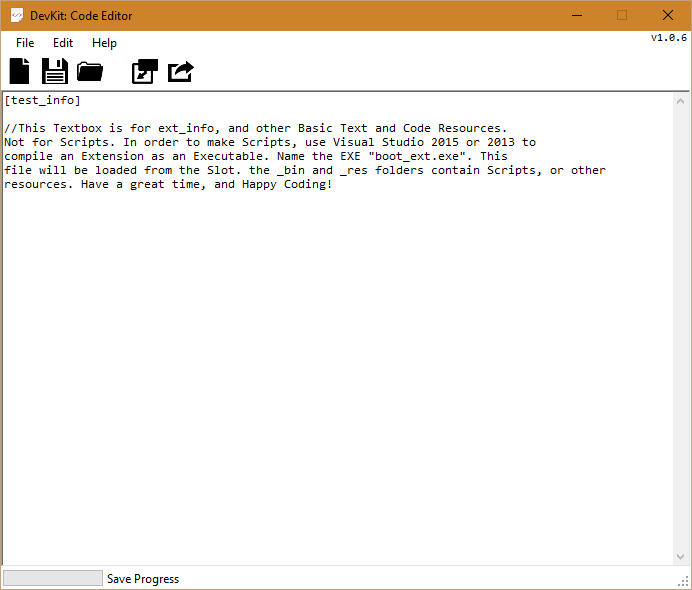 DevKit: Code Editor
File Edit Help
v1.0.6
[test_info]
//This Textbox is for ext_info, and other Basic Text and Code Resources.
Not for Scripts. In order to make Scripts, use Visual Studio 2015 or 2013 to
compile an Extension as an Executable. Name the EXE "boot_ext.exe". This
file will be loaded from the Slot. the _bin and _res folders contain Scripts, or other
resources. Have a great time, and Happy Coding!
Save Progress